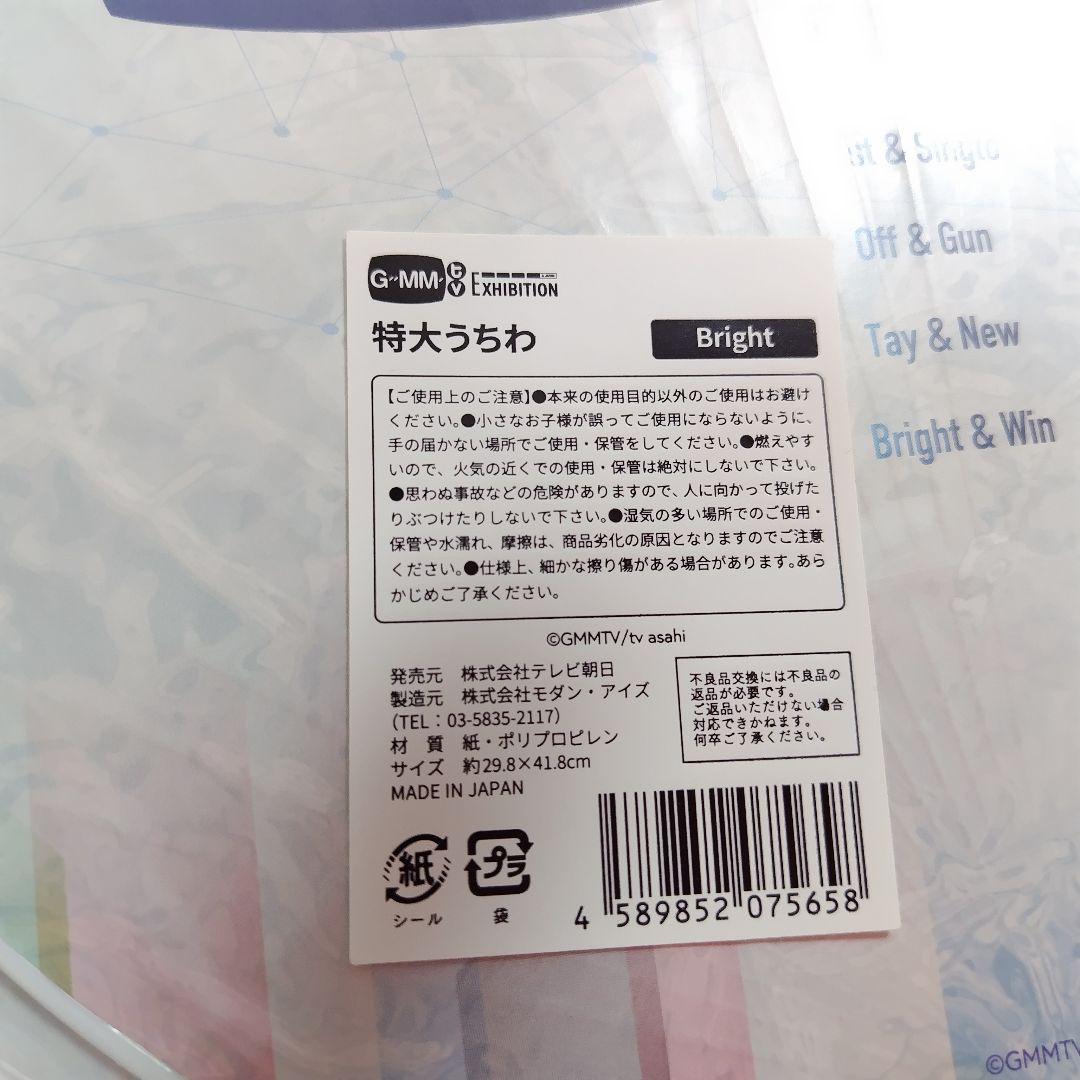 & Singto
Off & Gun
Tay & New
Bright & Win
GMM
tv
EXHIBITION
特大うちわ
Bright
【ご使用上のご注意】●本来の使用目的以外のご使用はお避け
ください。●小さなお子様が誤ってご使用にならないように、
手の届かない場所でご使用・保管をしてください。●燃えやす
いので、火気の近くでの使用・保管は絶対にしないで下さい。
●思わぬ事故などの危険がありますので、人に向かって投げた
りぶつけたりしないで下さい。●湿気の多い場所でのご使用・
保管や水濡れ、摩擦は、商品劣化の原因となりますのでご注意
ください。●仕様上、細かな擦り傷がある場合があります。あら
かじめご了承ください。
©GMMTV/tv asahi
発売元　株式会社テレビ朝日
製造元　株式会社モダン・アイズ
（TEL：03-5835-2117）
材　質　紙・ポリプロピレン
サイズ　約29.8×41.8cm
MADE IN JAPAN
不良品交換には不良品の
返品が必要です。
ご返品いただけない場合
対応できかねます。
何卒ご了承ください。
紙
シール
プラ
袋
4 589852 075658
©GMMTV